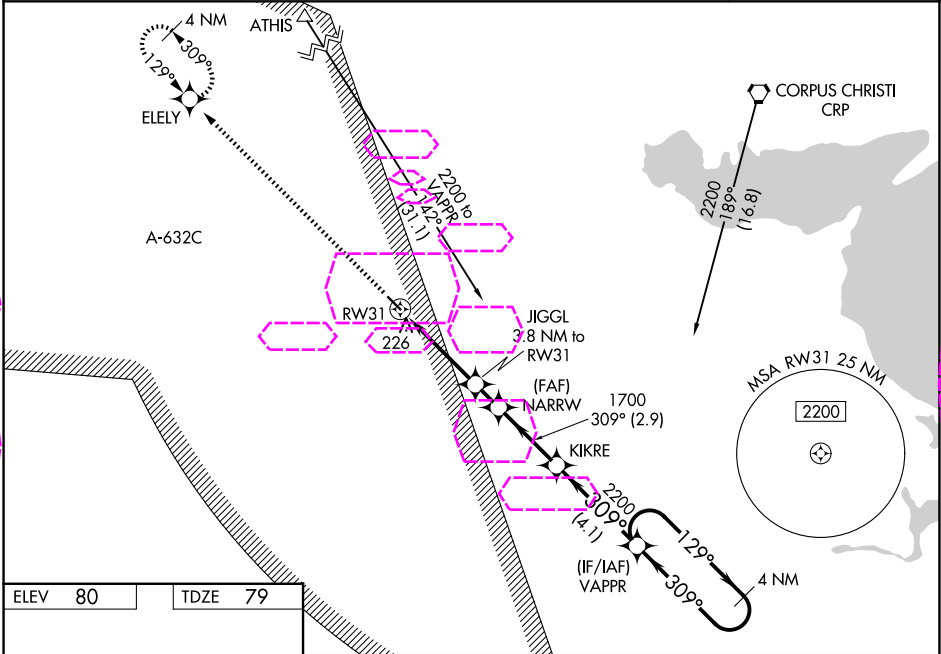 4 NM
309°
129°
ELELY
ATHIS
CORPUS CHRISTI
CRP
2200
189°
(16.8)
2200 to
VAPPR
142°
(31.1)
A-632C
RW31
226
JIGGL
3.8 NM to
RW31
(FAF)
NARRW
1700
309° (2.9)
KIKRE
2200
309°
(4.1)
(IF/IAF)
VAPPR
129°
309°
4 NM
MSA RW31 25 NM
2200
ELEV 80
TDZE 79